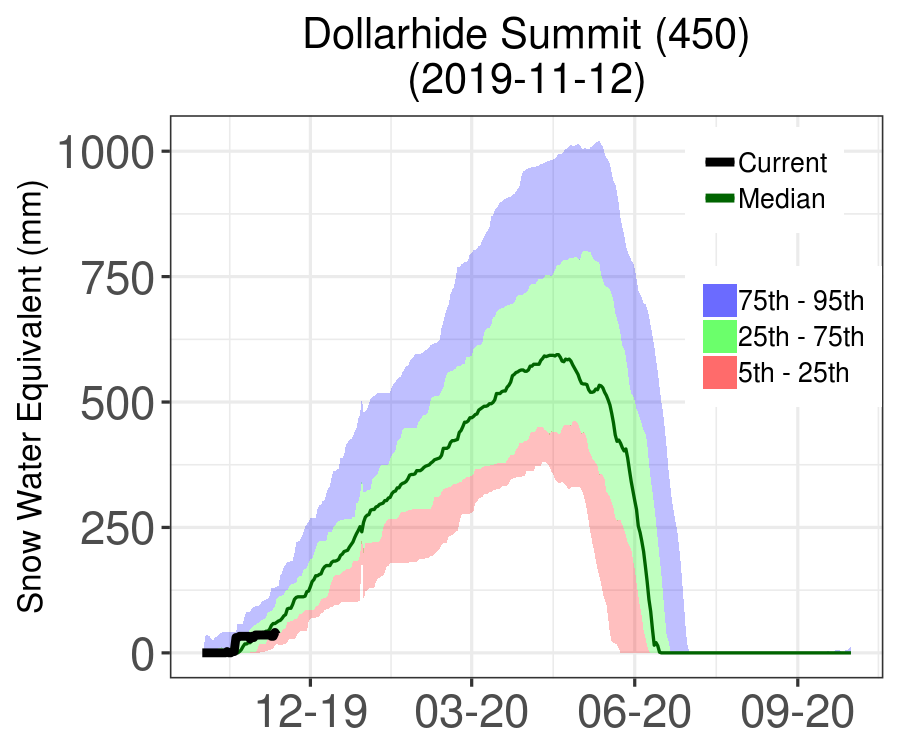 Dollarhide Summit (450)
(2019-11-12)
Snow Water Equivalent (mm)
1000
750
500
250
0
Current
Median
75th - 95th
25th - 75th
5th - 25th
12-19
03-20
06-20
09-20